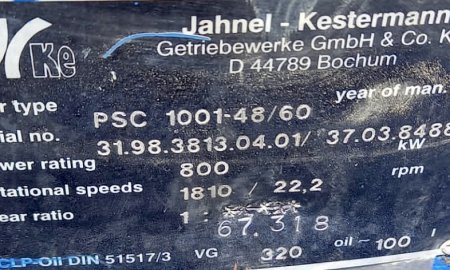 Jahnel - Kestermann
Getriebewerke GmbH & Co. K
Ke
D 44789 Bochum
r type PSC 1001-48/60 year of man.
ial no. 31.98.3813.04.01/ 37.03.8488
wer rating 800 kW
tational speeds 1810 / 22,2 rpm
ear ratio 1 :
67.318
CLP-Oil DIN 51517/3 VG 320 oil ~ 100 l